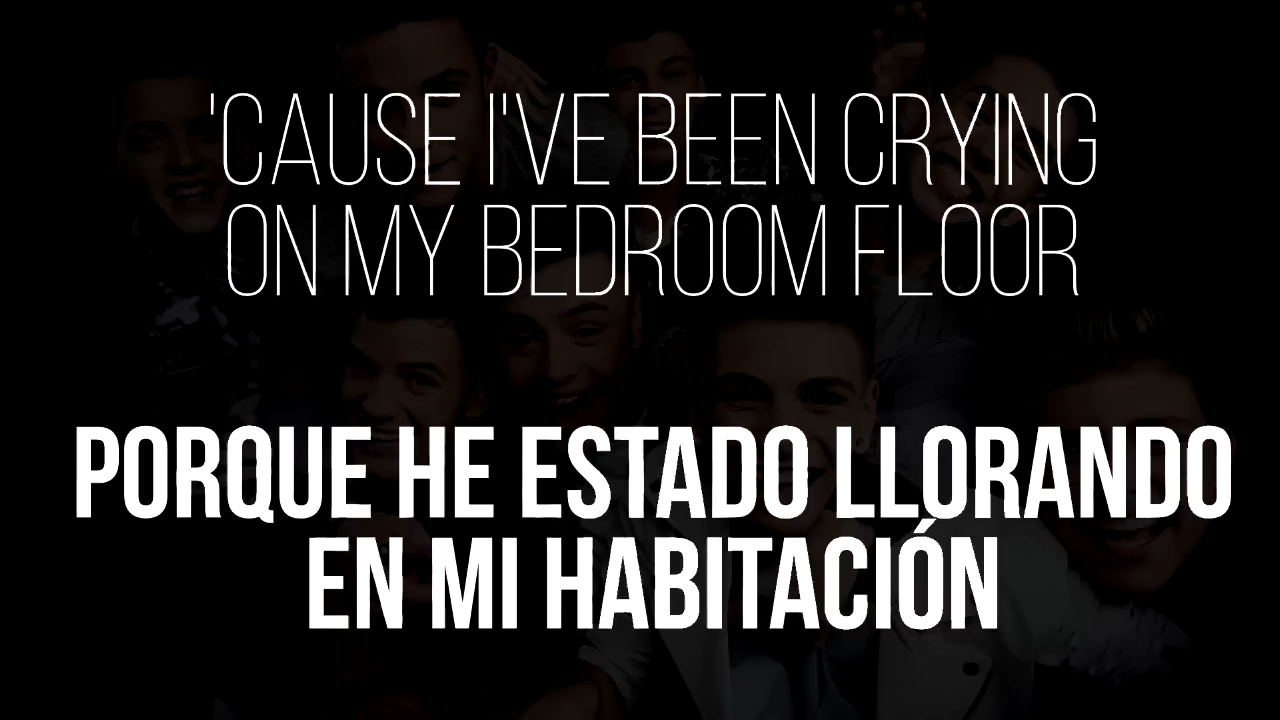 'CAUSE I'VE BEEN CRYING
ON MY BEDROOM FLOOR
PORQUE HE ESTADO LLORANDO
EN MI HABITACIÓN